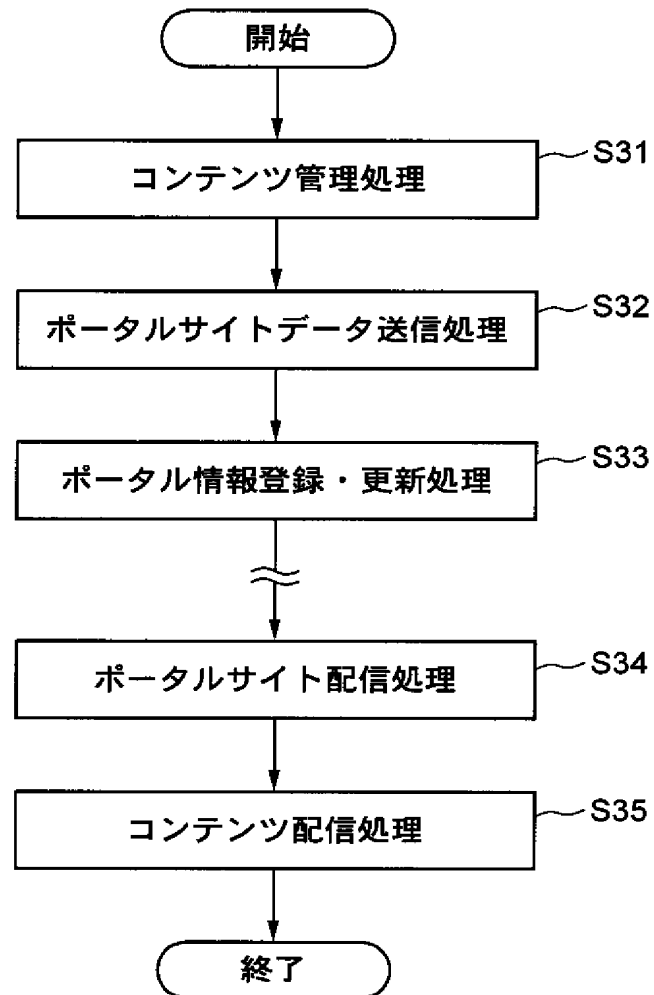 開始
コンテンツ管理処理
S31
ポータルサイトデータ送信処理
S32
ポータル情報登録・更新処理
S33
ポータルサイト配信処理
S34
コンテンツ配信処理
S35
終了